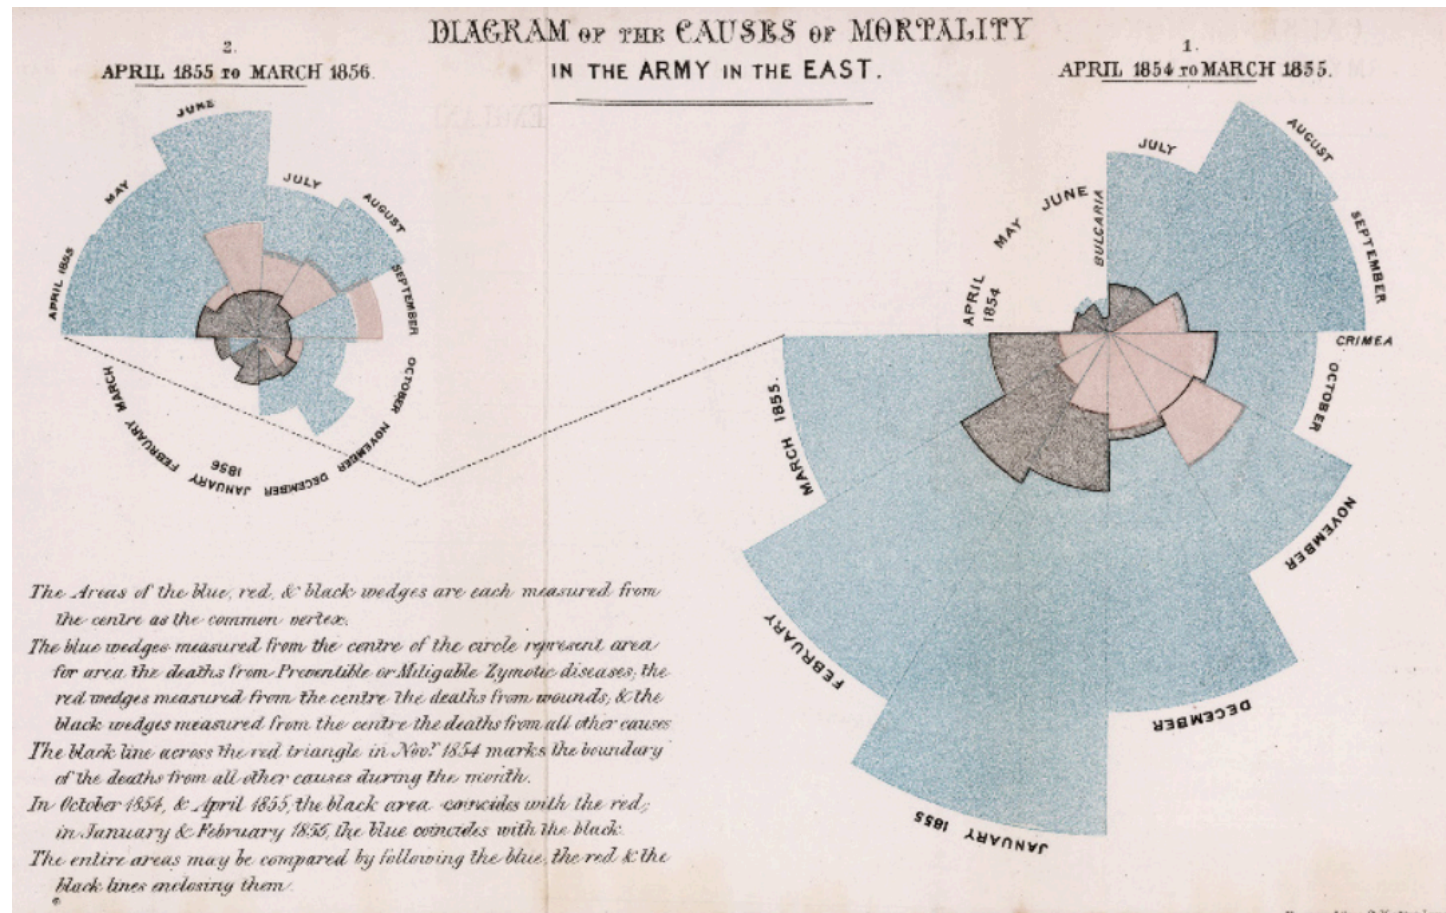 DIAGRAM OF THE CAUSES OF MORTALITY
IN THE ARMY IN THE EAST.
2.
APRIL 1855 TO MARCH 1856.
JUNE
JULY
MAY
AUGUST
APRIL 1855
SEPTEMBER
OCTOBER
NOVEMBER
DECEMBER
JANUARY
1856
FEBRUARY
MARCH
1.
APRIL 1854 TO MARCH 1855.
AUGUST
JULY
JUNE
BULGARIA
MAY
SEPTEMBER
APRIL
1854
CRIMEA
OCTOBER
MARCH 1855.
NOVEMBER
FEBRUARY
DECEMBER
JANUARY 1855
The Areas of the blue, red, & black wedges are each measured from
the centre as the common vertex.
The blue wedges measured from the centre of the circle represent area
for area the deaths from Preventible or Mitigable Zymotic diseases; the
red wedges measured from the centre the deaths from wounds; & the
black wedges measured from the centre the deaths from all other causes
The black line across the red triangle in Novr. 1854 marks the boundary
of the deaths from all other causes during the month.
In October 1854, & April 1855, the black area coincides with the red;
in January & February 1856, the blue coincides with the black.
The entire areas may be compared by following the blue, the red & the
black lines enclosing them.